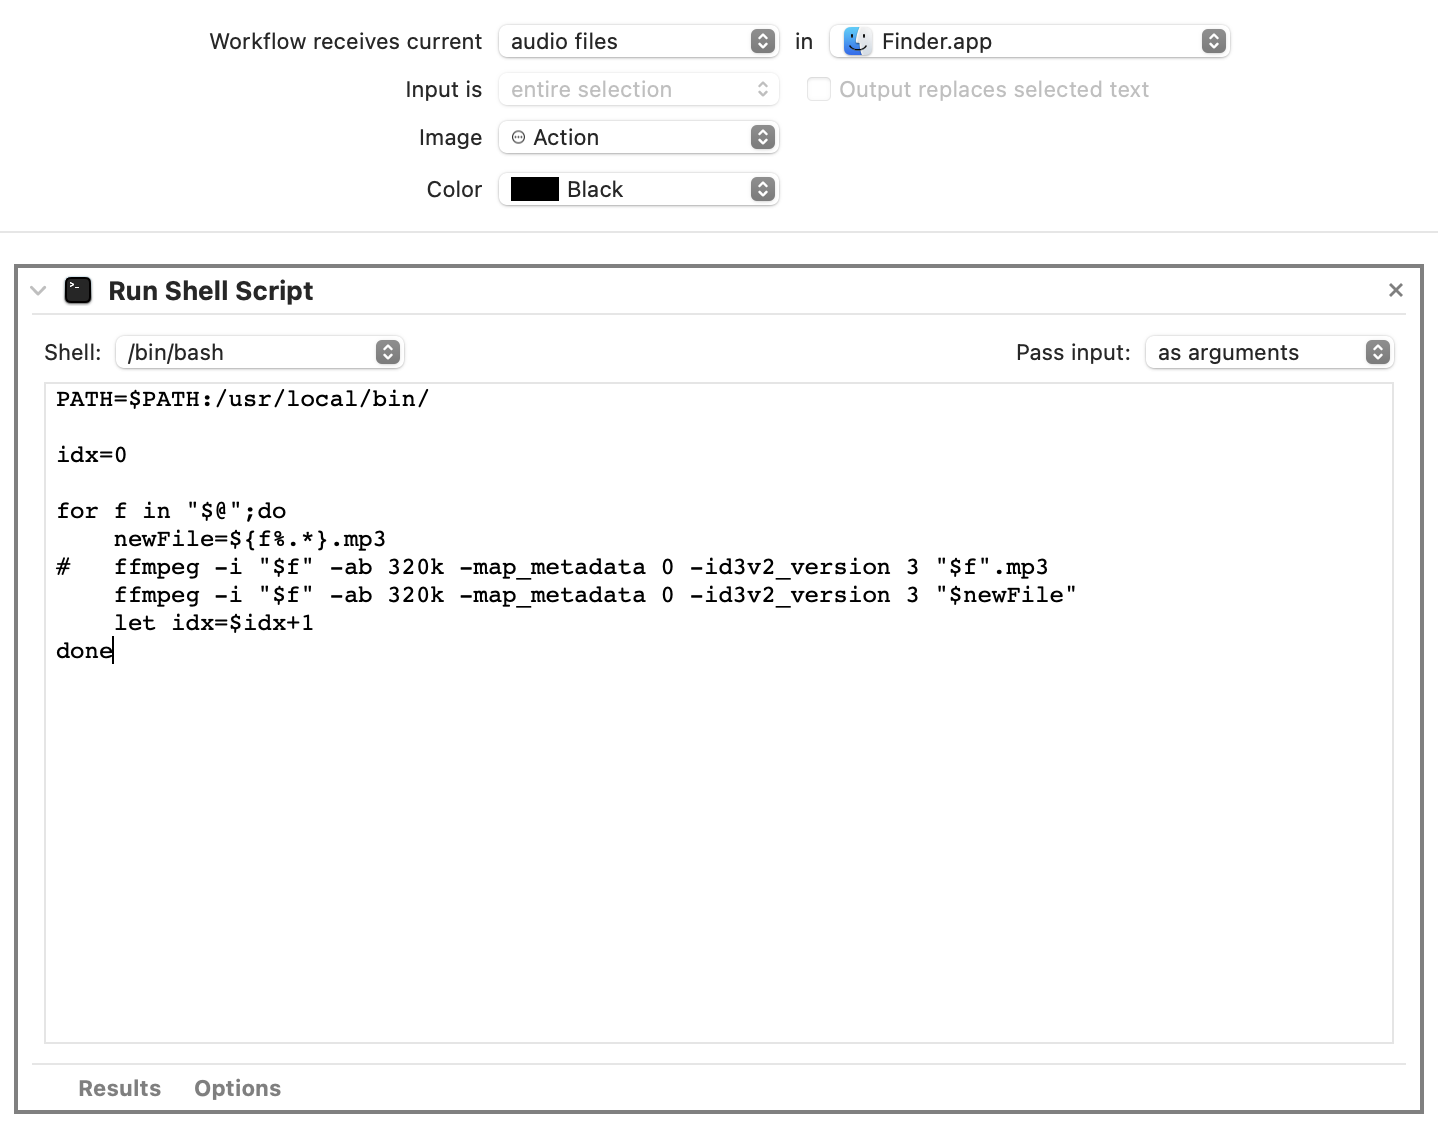 Workflow receives current audio files in Finder.app
Input is entire selection Output replaces selected text
Image Action
Color Black
Run Shell Script
Shell: /bin/bash Pass input: as arguments
PATH=$PATH:/usr/local/bin/
idx=0
for f in "$@";do
    newFile=${f%.*}.mp3
#   ffmpeg -i "$f" -ab 320k -map_metadata 0 -id3v2_version 3 "$f".mp3
    ffmpeg -i "$f" -ab 320k -map_metadata 0 -id3v2_version 3 "$newFile"
    let idx=$idx+1
done
Results Options